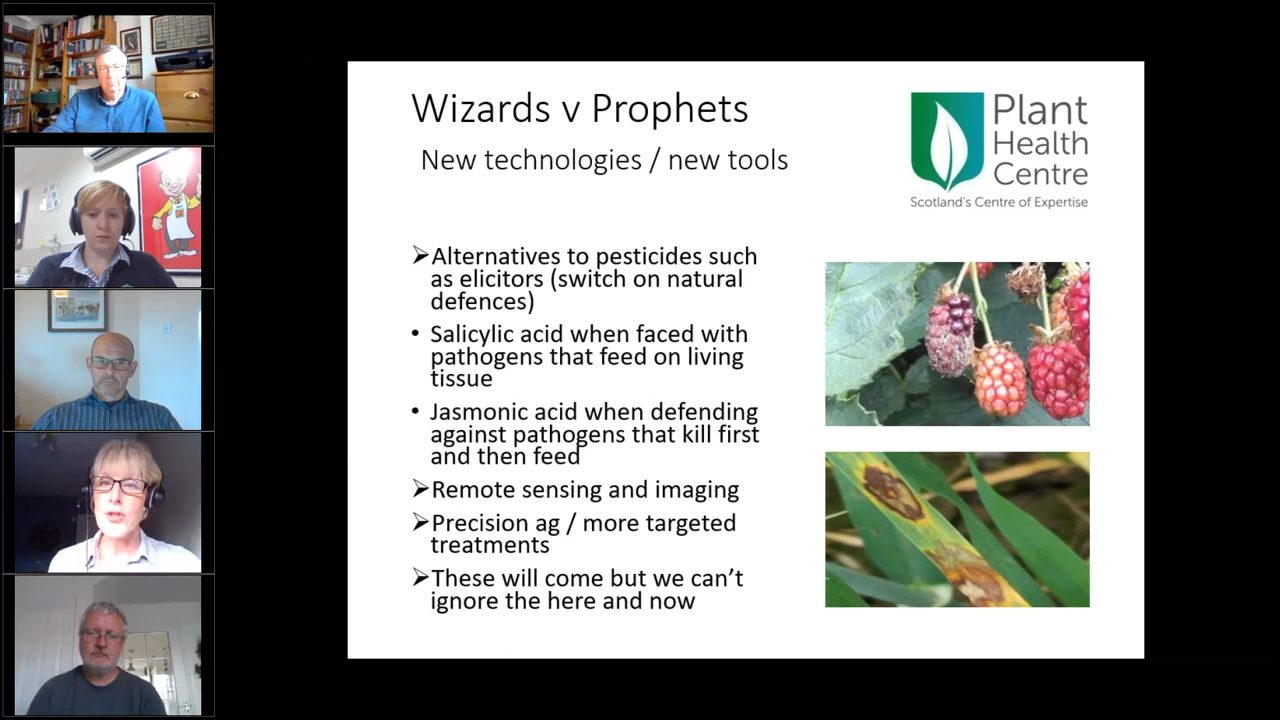 Wizards v Prophets
New technologies / new tools
Plant
Health
Centre
Scotland's Centre of Expertise
➢Alternatives to pesticides such
as elicitors (switch on natural
defences)
• Salicylic acid when faced with
pathogens that feed on living
tissue
• Jasmonic acid when defending
against pathogens that kill first
and then feed
➢Remote sensing and imaging
➢Precision ag / more targeted
treatments
➢These will come but we can't
ignore the here and now